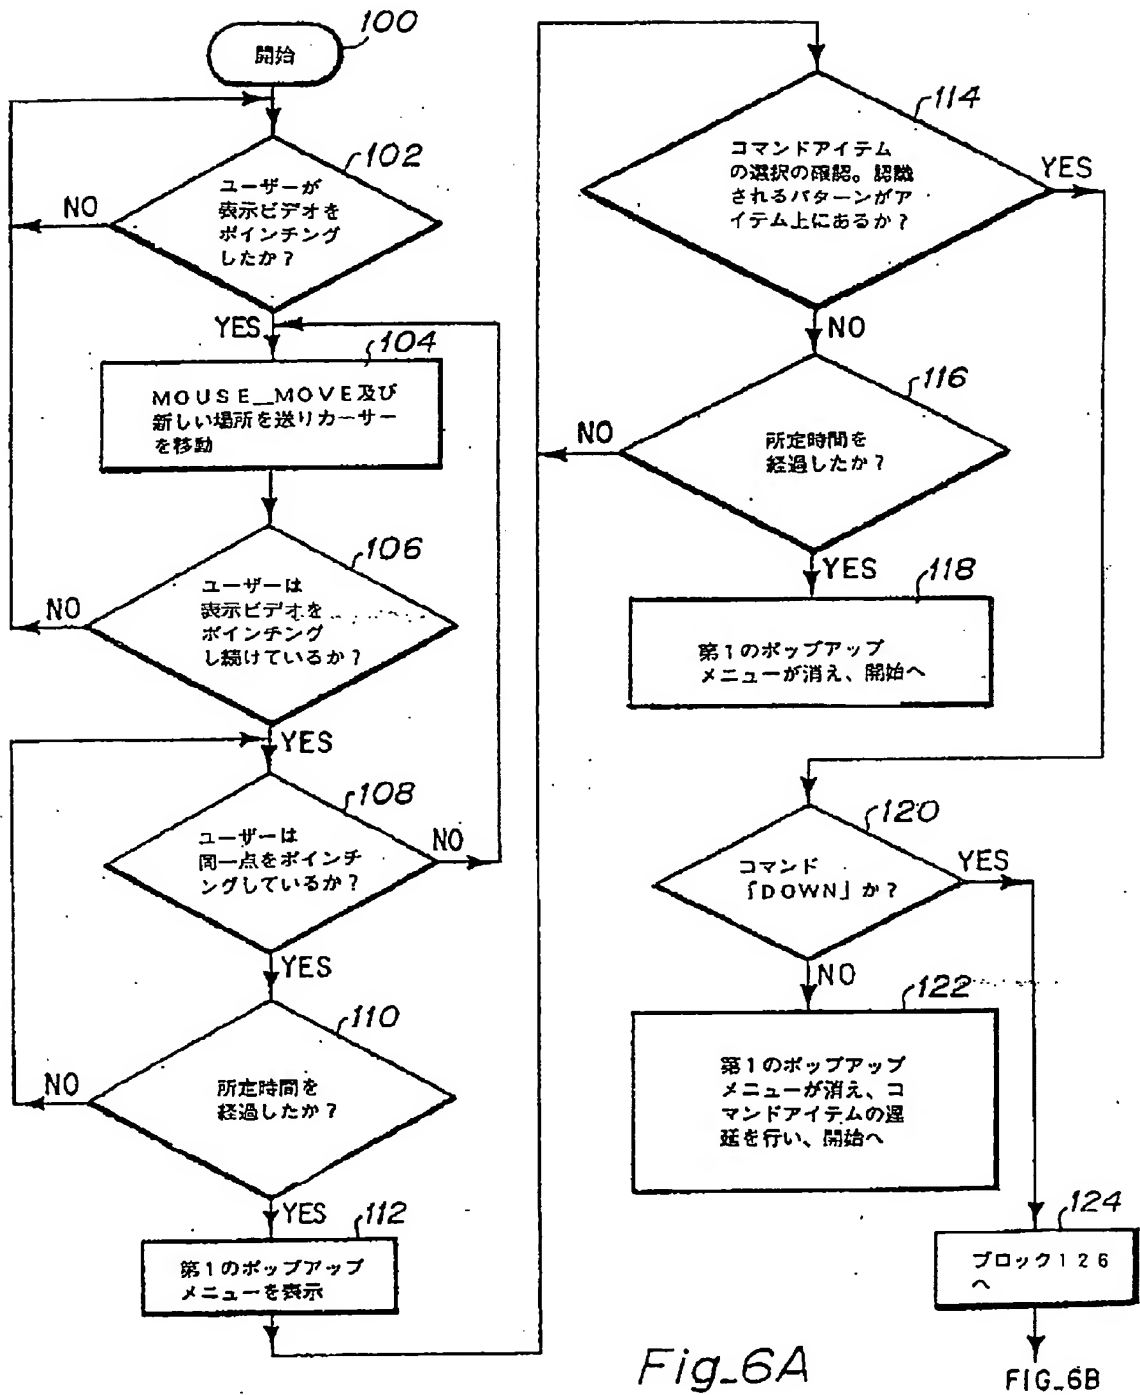 100
開始
102
ユーザーが
表示ビデオを
ポインチング
したか？
NO
YES
104
MOUSE__MOVE及び
新しい場所を送りカーサー
を移動
106
ユーザーは
表示ビデオを
ポインチング
し続けているか？
NO
YES
108
ユーザーは
同一点をポインチ
ングしているか？
NO
YES
110
所定時間を
経過したか？
NO
YES
112
第1のポップアップ
メニューを表示
114
コマンドアイテム
の選択の確認。認識
されるパターンがア
イテム上にあるか？
YES
NO
116
所定時間を
経過したか？
NO
YES
118
第1のポップアップ
メニューが消え、開始へ
120
コマンド
「DOWN」か？
YES
NO
122
第1のポップアップ
メニューが消え、コ
マンドアイテムの遅
延を行い、開始へ
124
ブロック126
へ
Fig_6A
FIG_6B